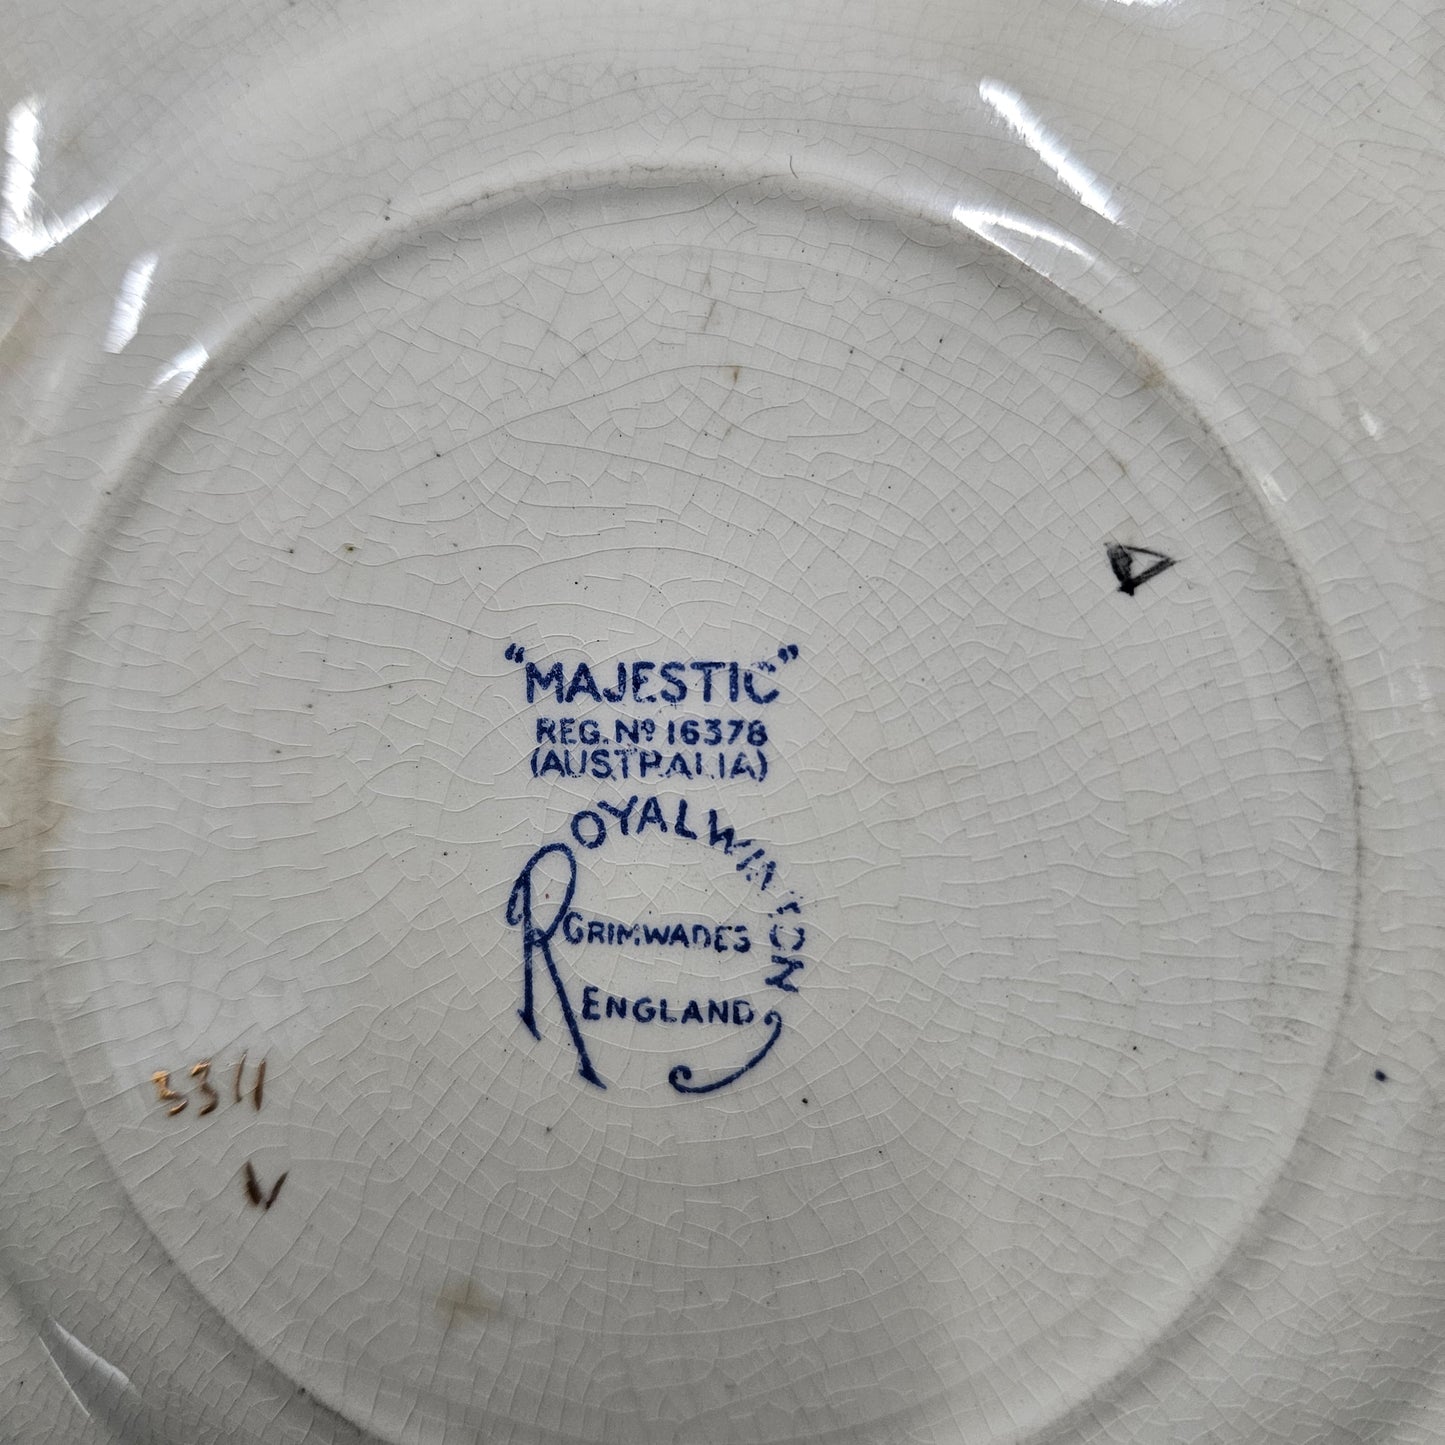 "MAJESTIC"
REG. Nº 16378
(AUSTRALIA)
ROYAL WINTON
GRIMWADES
ENGLAND
3311